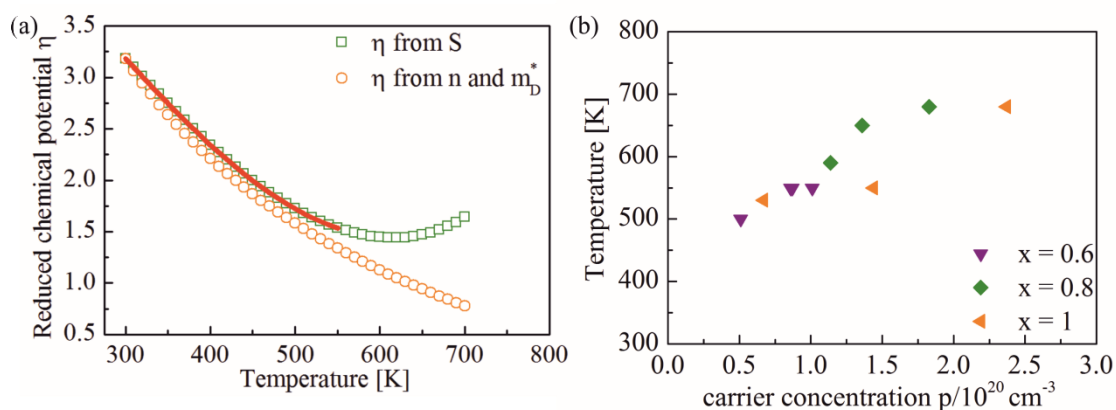 (a)
Reduced chemical potential η
3.5
3.0
2.5
2.0
1.5
1.0
0.5
η from S
η from n and m*D
300 400 500 600 700 800
Temperature [K]
(b)
Temperature [K]
800
700
600
500
400
300
x = 0.6
x = 0.8
x = 1
0.0 0.5 1.0 1.5 2.0 2.5 3.0
carrier concentration p/10²⁰ cm⁻³